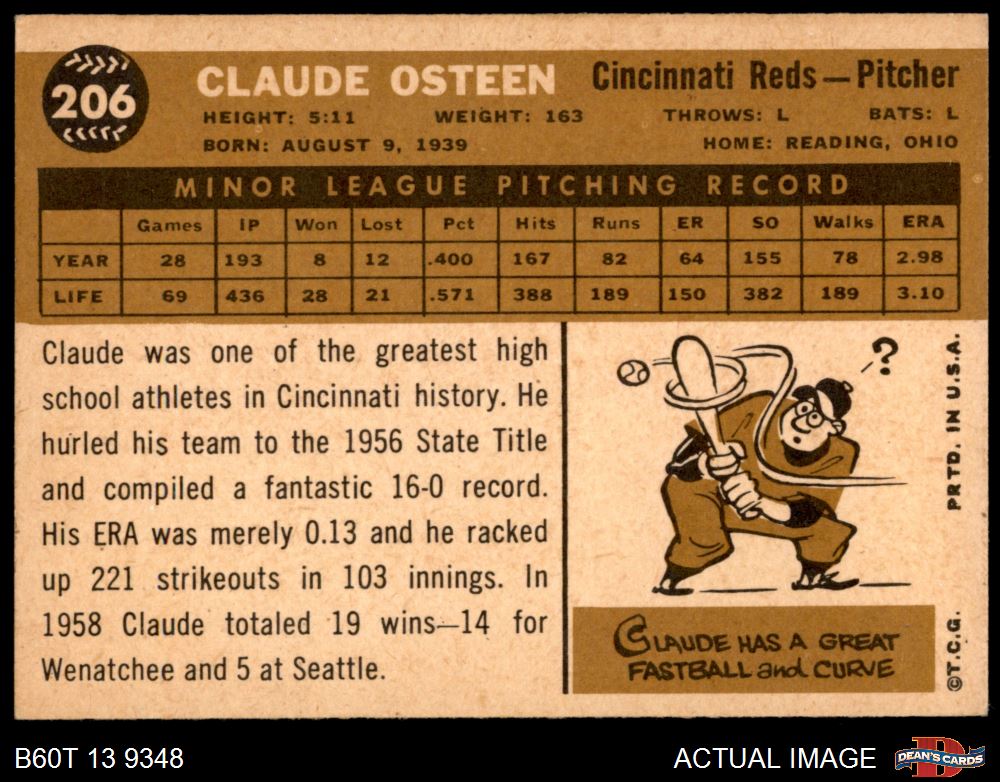 206
CLAUDE OSTEEN
Cincinnati Reds—Pitcher
HEIGHT: 5:11 WEIGHT: 163 THROWS: L BATS: L
BORN: AUGUST 9, 1939 HOME: READING, OHIO
MINOR LEAGUE PITCHING RECORD
Games IP Won Lost Pct Hits Runs ER SO Walks ERA
YEAR 28 193 8 12 .400 167 82 64 155 78 2.98
LIFE 69 436 28 21 .571 388 189 150 382 189 3.10
Claude was one of the greatest high
school athletes in Cincinnati history. He
hurled his team to the 1956 State Title
and compiled a fantastic 16-0 record.
His ERA was merely 0.13 and he racked
up 221 strikeouts in 103 innings. In
1958 Claude totaled 19 wins—14 for
Wenatchee and 5 at Seattle.
?
CLAUDE HAS A GREAT
FASTBALL and CURVE
©T.C.G. PRTD. IN U.S.A.
B60T 13 9348
ACTUAL IMAGE
D
DEAN'S CARDS